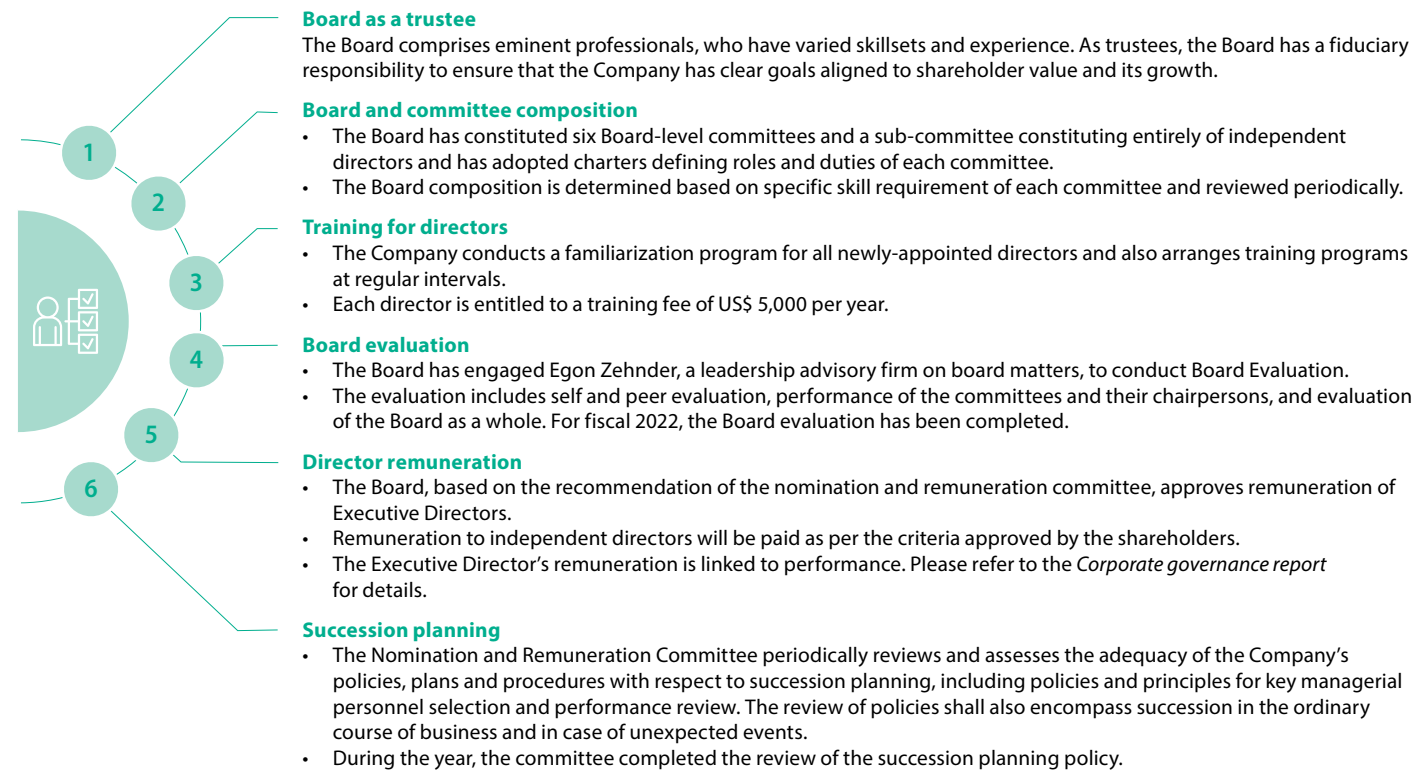 1
Board as a trustee
The Board comprises eminent professionals, who have varied skillsets and experience. As trustees, the Board has a fiduciary
responsibility to ensure that the Company has clear goals aligned to shareholder value and its growth.
2
Board and committee composition
• The Board has constituted six Board-level committees and a sub-committee constituting entirely of independent
directors and has adopted charters defining roles and duties of each committee.
• The Board composition is determined based on specific skill requirement of each committee and reviewed periodically.
3
Training for directors
• The Company conducts a familiarization program for all newly-appointed directors and also arranges training programs
at regular intervals.
• Each director is entitled to a training fee of US$ 5,000 per year.
4
Board evaluation
• The Board has engaged Egon Zehnder, a leadership advisory firm on board matters, to conduct Board Evaluation.
• The evaluation includes self and peer evaluation, performance of the committees and their chairpersons, and evaluation
of the Board as a whole. For fiscal 2022, the Board evaluation has been completed.
5
Director remuneration
• The Board, based on the recommendation of the nomination and remuneration committee, approves remuneration of
Executive Directors.
• Remuneration to independent directors will be paid as per the criteria approved by the shareholders.
• The Executive Director's remuneration is linked to performance. Please refer to the Corporate governance report
for details.
6
Succession planning
• The Nomination and Remuneration Committee periodically reviews and assesses the adequacy of the Company's
policies, plans and procedures with respect to succession planning, including policies and principles for key managerial
personnel selection and performance review. The review of policies shall also encompass succession in the ordinary
course of business and in case of unexpected events.
• During the year, the committee completed the review of the succession planning policy.